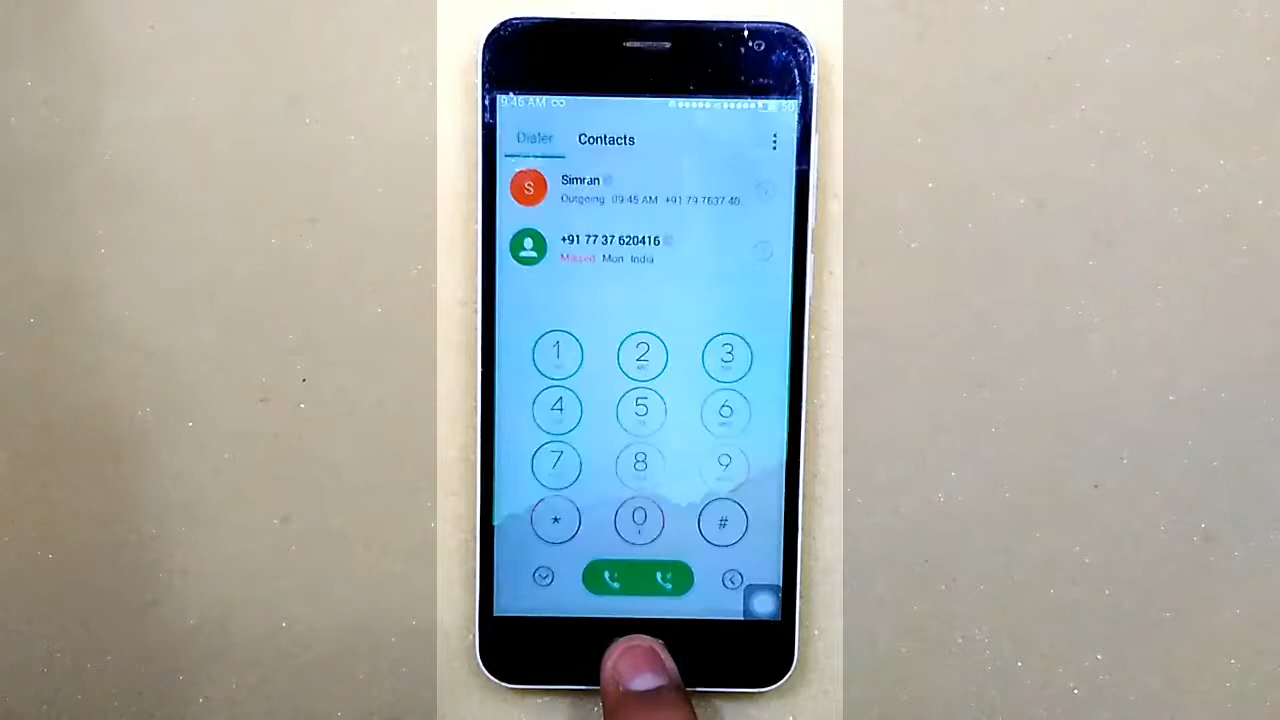 9:46 AM
Dialer Contacts
S Simran
Outgoing 09:45 AM +91 79 7637 40
+91 77 37 620416
Missed Mon India
1 2 3
4 5 6
7 8 9
* 0 #